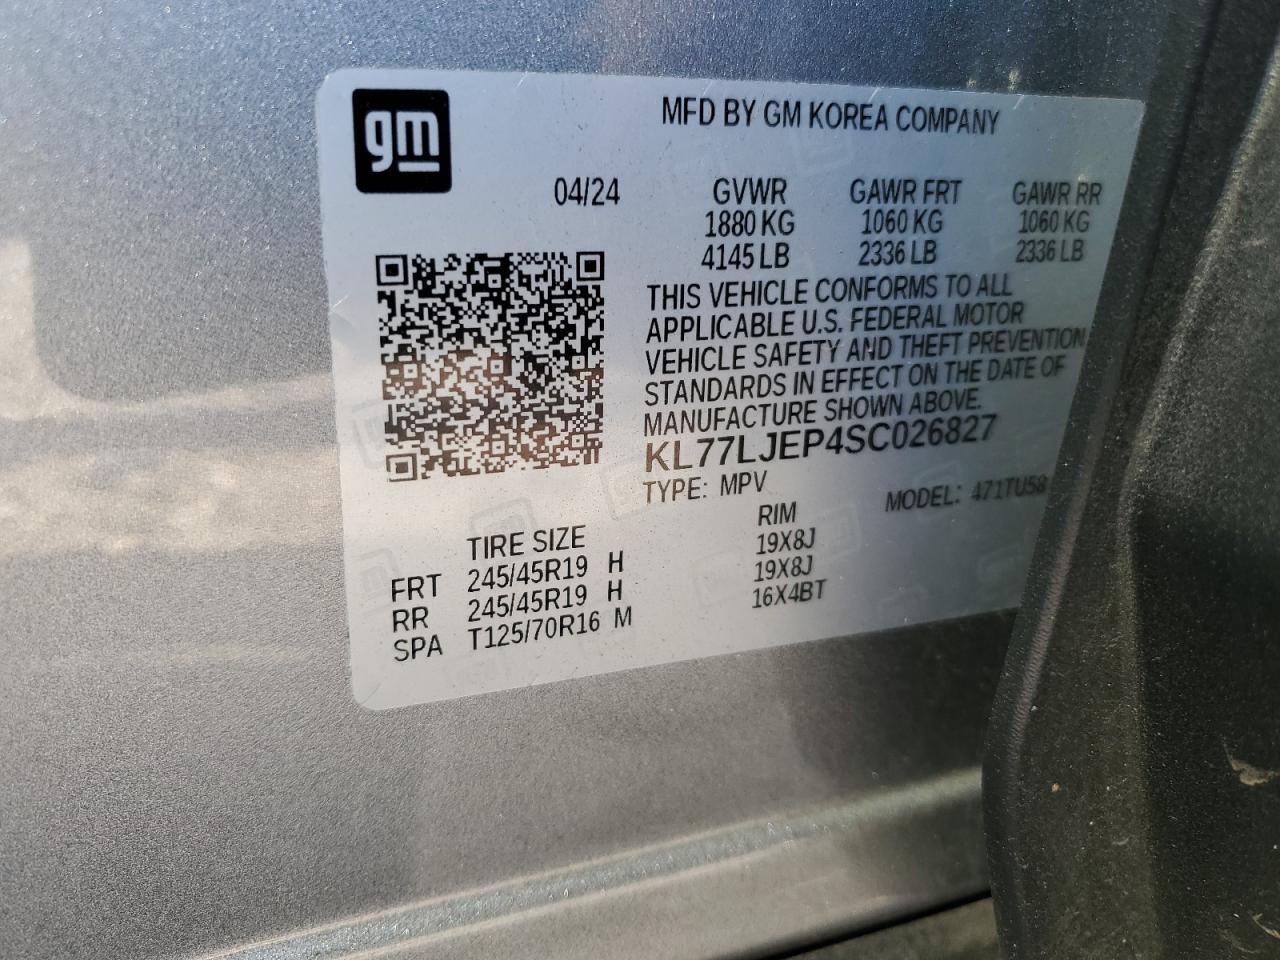 gm
MFD BY GM KOREA COMPANY
04/24 GVWR GAWR FRT GAWR RR
1880 KG 1060 KG 1060 KG
4145 LB 2336 LB 2336 LB
THIS VEHICLE CONFORMS TO ALL
APPLICABLE U.S. FEDERAL MOTOR
VEHICLE SAFETY AND THEFT PREVENTION
STANDARDS IN EFFECT ON THE DATE OF
MANUFACTURE SHOWN ABOVE.
KL77LJEP4SC026827
TYPE: MPV MODEL: 471TU58
TIRE SIZE RIM
FRT 245/45R19 H 19X8J
RR 245/45R19 H 19X8J
SPA T125/70R16 M 16X4BT